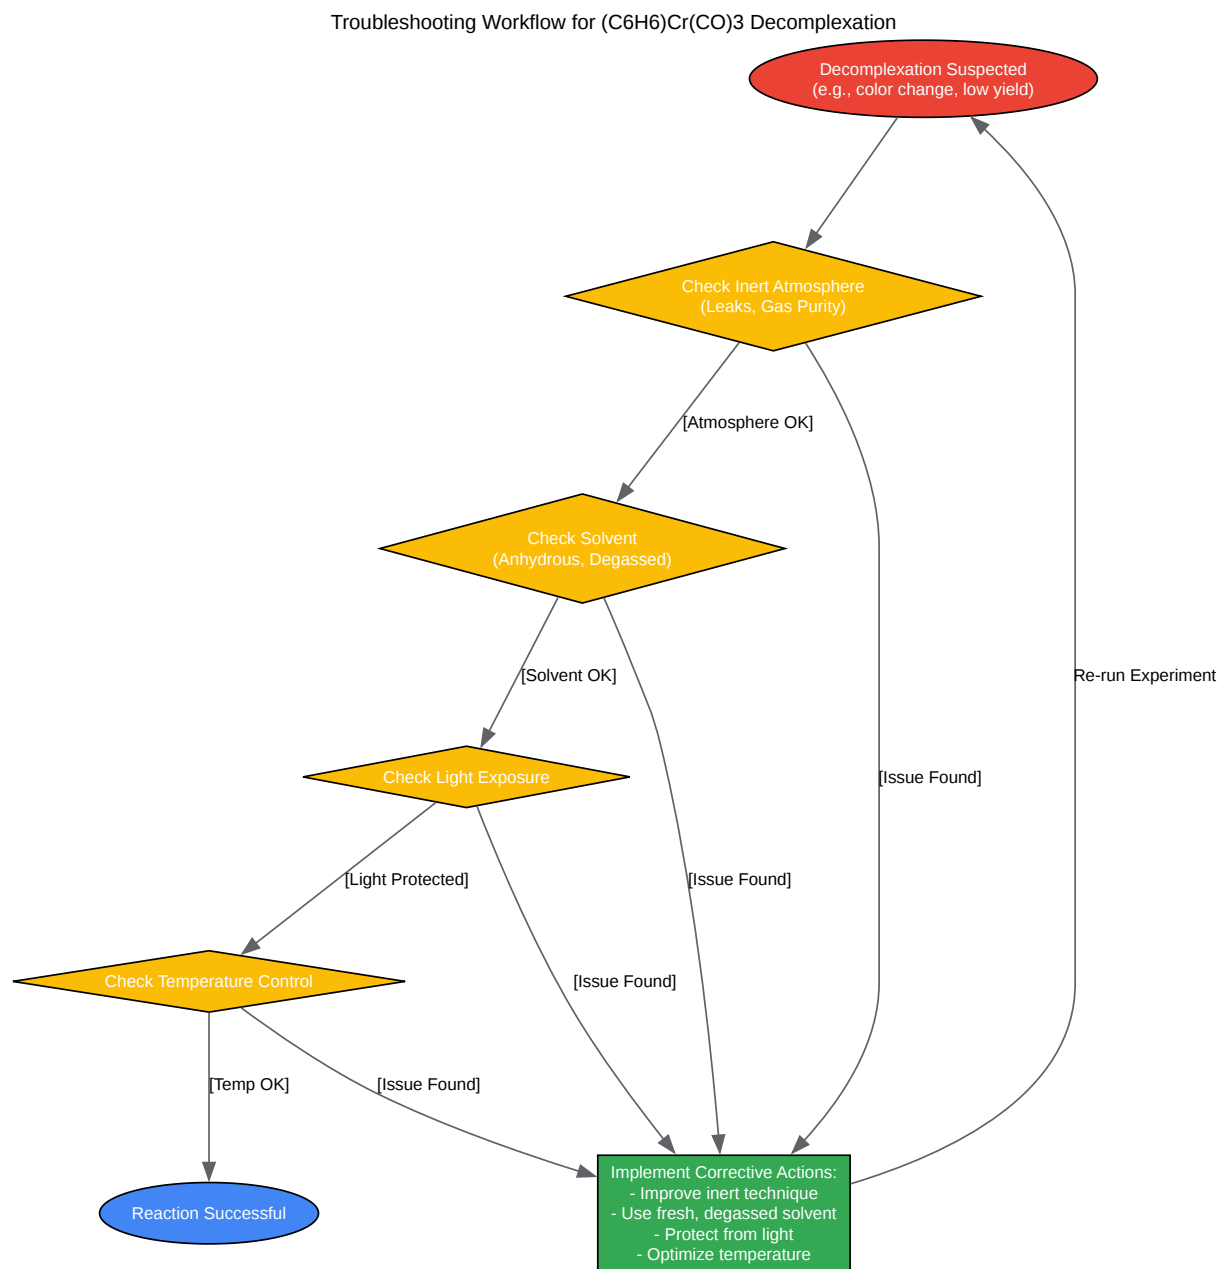 Troubleshooting Workflow for (C6H6)Cr(CO)3 Decomplexation
Decomplexation Suspected
(e.g., color change, low yield)
Check Inert Atmosphere
(Leaks, Gas Purity)
[Atmosphere OK]
Check Solvent
(Anhydrous, Degassed)
[Solvent OK]
Re-run Experiment
Check Light Exposure
[Issue Found]
[Light Protected]
[Issue Found]
Check Temperature Control
[Issue Found]
[Temp OK]
[Issue Found]
Implement Corrective Actions:
- Improve inert technique
- Use fresh, degassed solvent
- Protect from light
- Optimize temperature
Reaction Successful